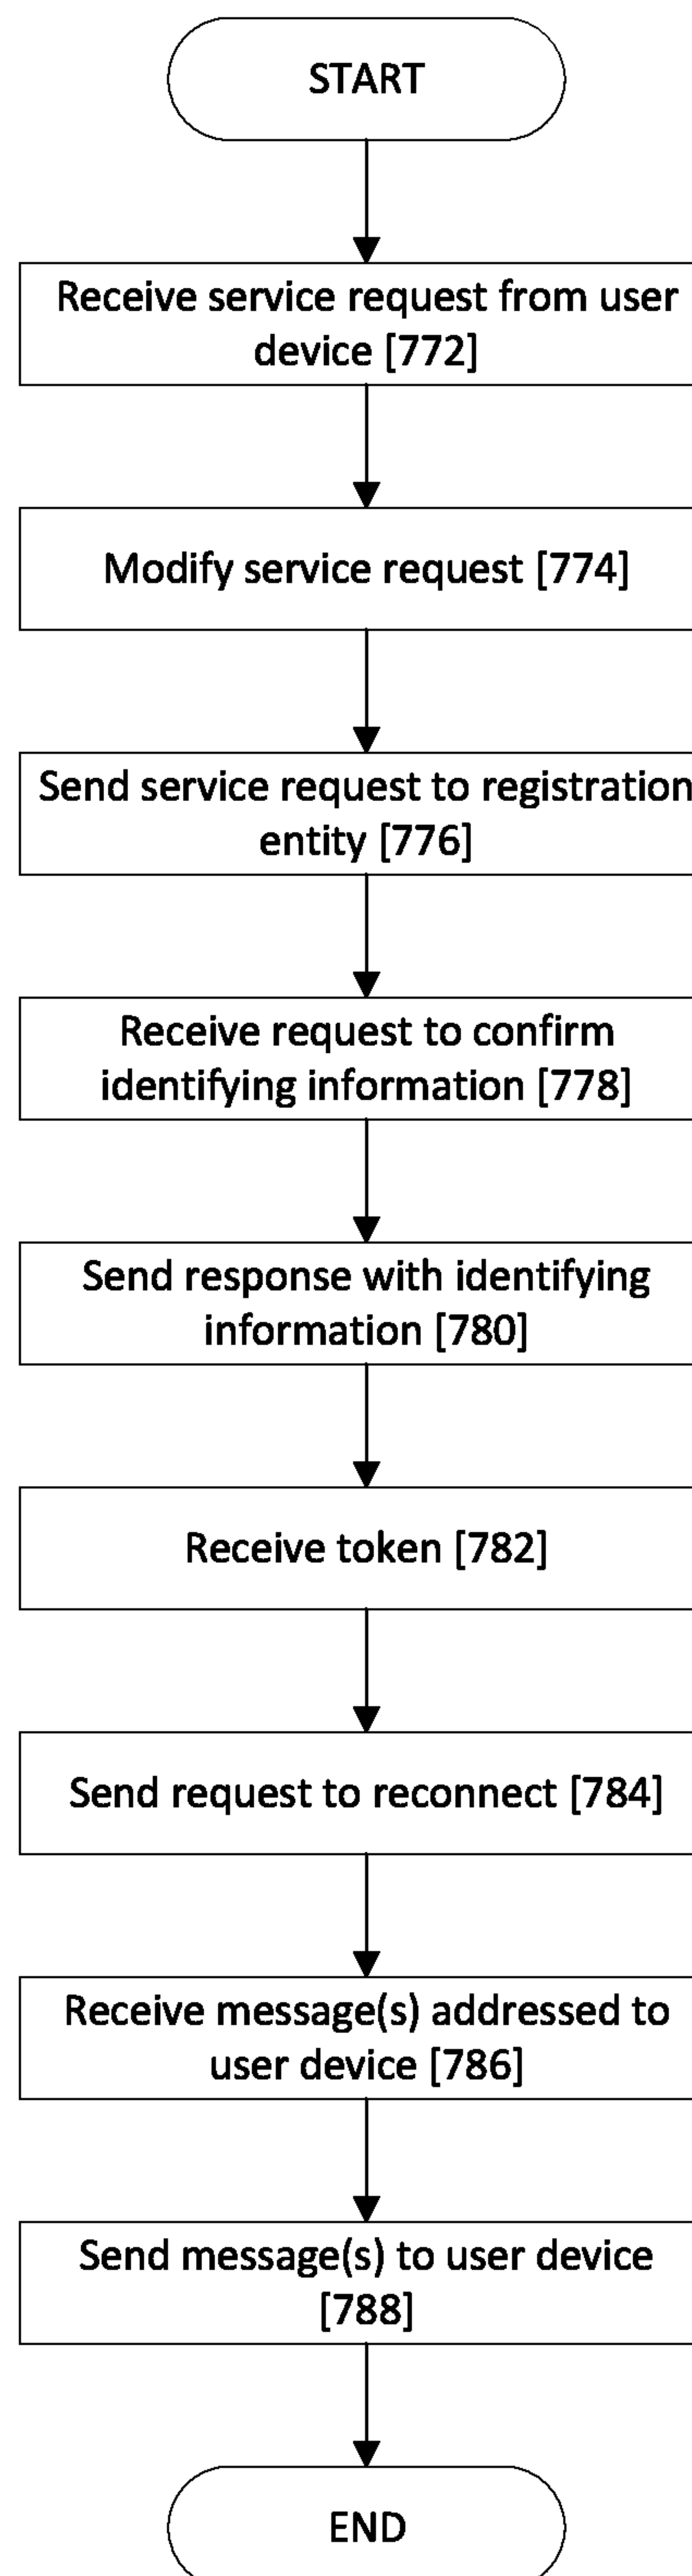 START
Receive service request from user
device [772]
Modify service request [774]
Send service request to registration
entity [776]
Receive request to confirm
identifying information [778]
Send response with identifying
information [780]
Receive token [782]
Send request to reconnect [784]
Receive message(s) addressed to
user device [786]
Send message(s) to user device
[788]
END